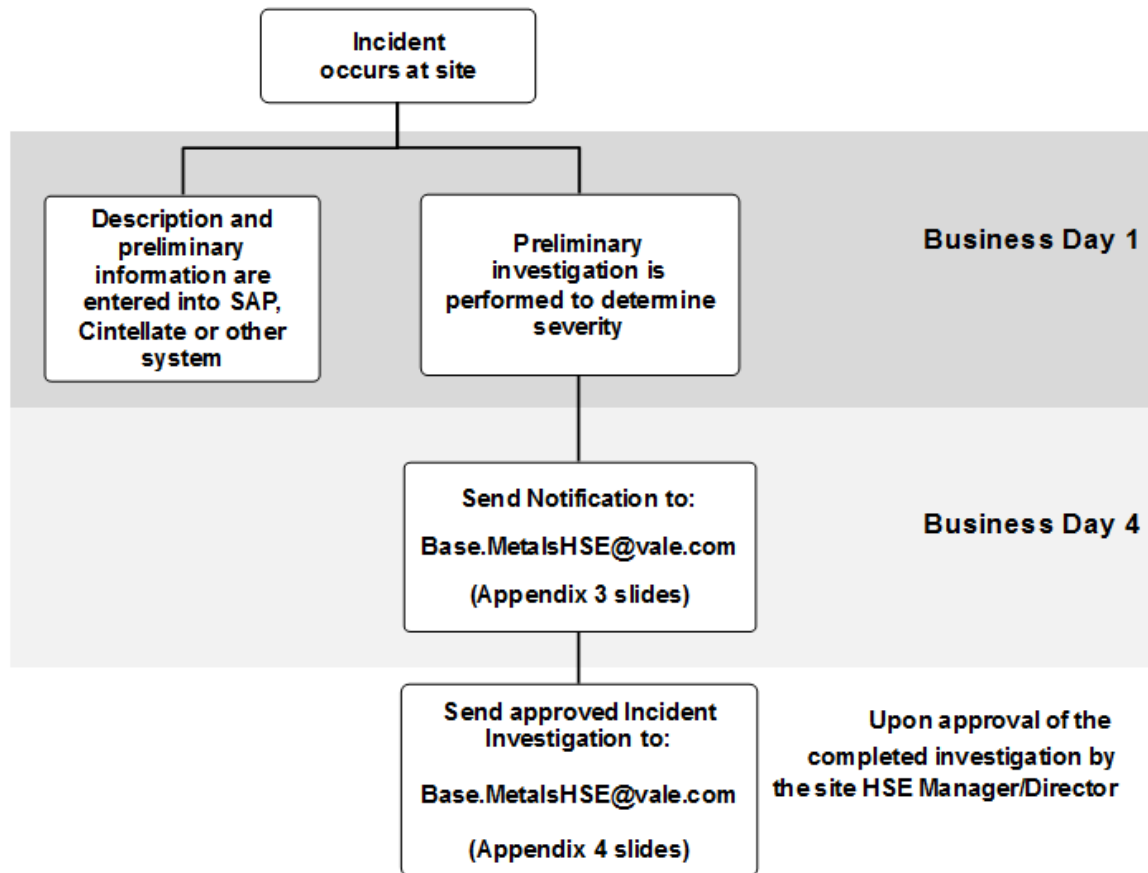 Incident
occurs at site
Description and
preliminary
information are
entered into SAP,
Cintellate or other
system
Preliminary
investigation is
performed to determine
severity
Business Day 1
Send Notification to:
Base.MetalsHSE@vale.com
(Appendix 3 slides)
Business Day 4
Send approved Incident
Investigation to:
Base.MetalsHSE@vale.com
(Appendix 4 slides)
Upon approval of the
completed investigation by
the site HSE Manager/Director